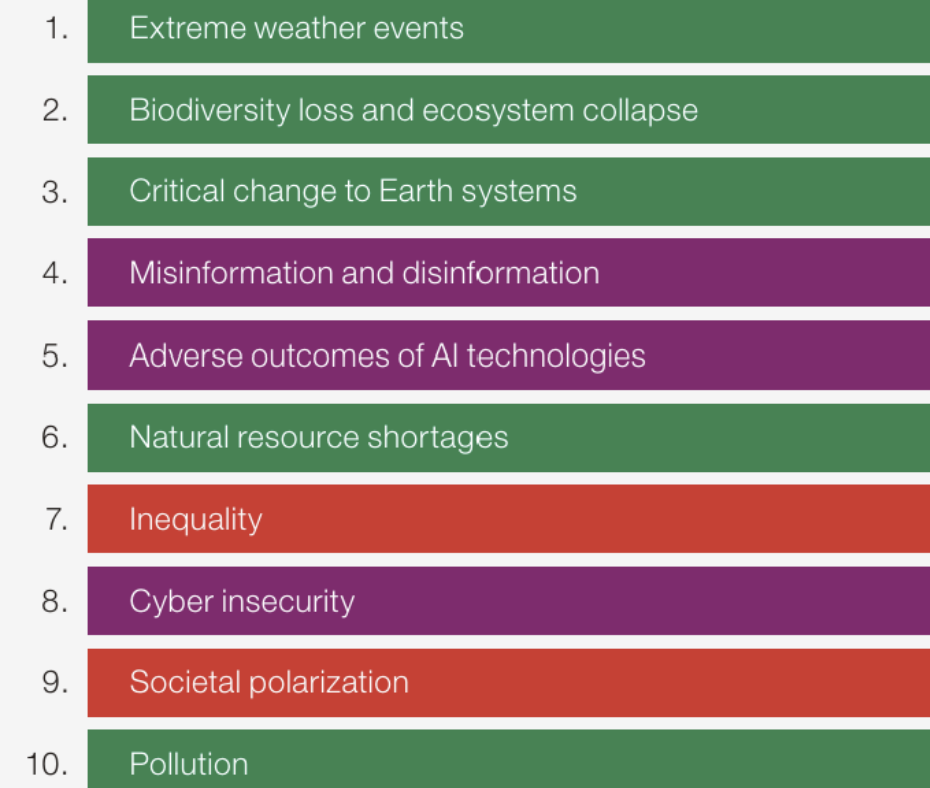 1. Extreme weather events
2. Biodiversity loss and ecosystem collapse
3. Critical change to Earth systems
4. Misinformation and disinformation
5. Adverse outcomes of AI technologies
6. Natural resource shortages
7. Inequality
8. Cyber insecurity
9. Societal polarization
10. Pollution